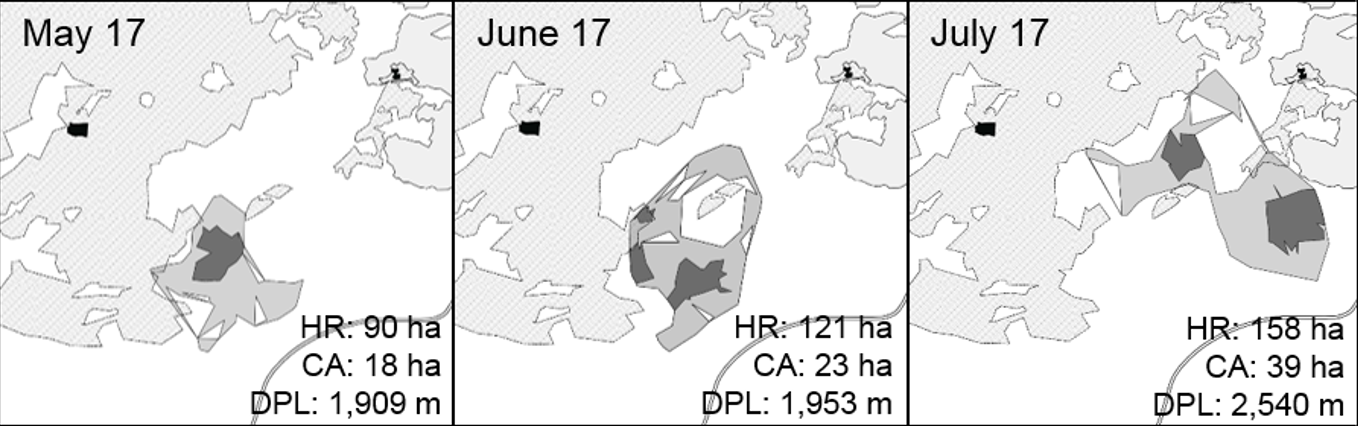 May 17
HR: 90 ha
CA: 18 ha
DPL: 1,909 m
June 17
HR: 121 ha
CA: 23 ha
DPL: 1,953 m
July 17
HR: 158 ha
CA: 39 ha
DPL: 2,540 m